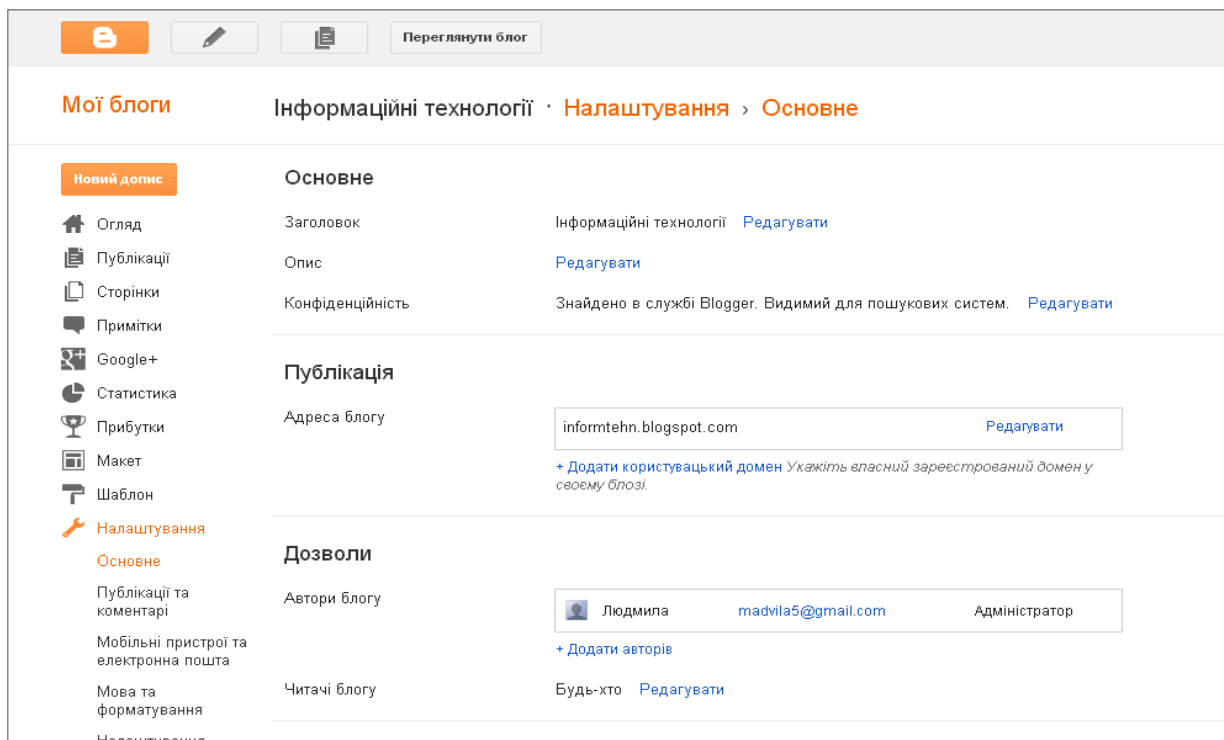 Переглянути блог
Мої блоги
Інформаційні технології · Налаштування › Основне
Новий допис
Огляд
Публікації
Сторінки
Примітки
Google+
Статистика
Прибутки
Макет
Шаблон
Налаштування
Основне
Публікації та
коментарі
Мобільні пристрої та
електронна пошта
Мова та
форматування
Налаштування
Основне
Заголовок Інформаційні технології Редагувати
Опис Редагувати
Конфіденційність Знайдено в службі Blogger. Видимий для пошукових систем. Редагувати
Публікація
Адреса блогу informtehn.blogspot.com Редагувати
+ Додати користувацький домен Укажіть власний зареєстрований домен у
своєму блозі.
Дозволи
Автори блогу Людмила madvila5@gmail.com Адміністратор
+ Додати авторів
Читачі блогу Будь-хто Редагувати